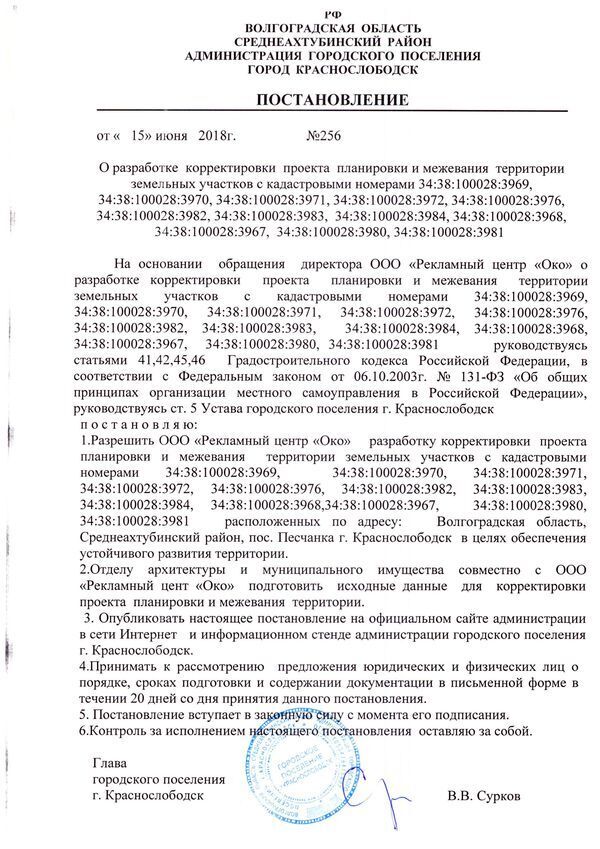 РФ
ВОЛГОГРАДСКАЯ ОБЛАСТЬ
СРЕДНЕАХТУБИНСКИЙ РАЙОН
АДМИНИСТРАЦИЯ ГОРОДСКОГО ПОСЕЛЕНИЯ
ГОРОД КРАСНОСЛОБОДСК
ПОСТАНОВЛЕНИЕ
от « 15» июня 2018г. №256
О разработке корректировки проекта планировки и межевания территории
земельных участков с кадастровыми номерами 34:38:100028:3969,
34:38:100028:3970, 34:38:100028:3971, 34:38:100028:3972, 34:38:100028:3976,
34:38:100028:3982, 34:38:100028:3983, 34:38:100028:3984, 34:38:100028:3968,
34:38:100028:3967, 34:38:100028:3980, 34:38:100028:3981
На основании обращения директора ООО «Рекламный центр «Око» о
разработке корректировки проекта планировки и межевания территории
земельных участков с кадастровыми номерами 34:38:100028:3969,
34:38:100028:3970, 34:38:100028:3971, 34:38:100028:3972, 34:38:100028:3976,
34:38:100028:3982, 34:38:100028:3983, 34:38:100028:3984, 34:38:100028:3968,
34:38:100028:3967, 34:38:100028:3980, 34:38:100028:3981 руководствуясь
статьями 41,42,45,46 Градостроительного кодекса Российской Федерации, в
соответствии с Федеральным законом от 06.10.2003г. № 131-ФЗ «Об общих
принципах организации местного самоуправления в Российской Федерации»,
руководствуясь ст. 5 Устава городского поселения г. Краснослободск
постановляю:
1.Разрешить ООО «Рекламный центр «Око» разработку корректировки проекта
планировки и межевания территории земельных участков с кадастровыми
номерами 34:38:100028:3969, 34:38:100028:3970, 34:38:100028:3971,
34:38:100028:3972, 34:38:100028:3976, 34:38:100028:3982, 34:38:100028:3983,
34:38:100028:3984, 34:38:100028:3968,34:38:100028:3967, 34:38:100028:3980,
34:38:100028:3981 расположенных по адресу: Волгоградская область,
Среднеахтубинский район, пос. Песчанка г. Краснослободск в целях обеспечения
устойчивого развития территории.
2.Отделу архитектуры и муниципального имущества совместно с ООО
«Рекламный цент «Око» подготовить исходные данные для корректировки
проекта планировки и межевания территории.
3. Опубликовать настоящее постановление на официальном сайте администрации
в сети Интернет и информационном стенде администрации городского поселения
г. Краснослободск.
4.Принимать к рассмотрению предложения юридических и физических лиц о
порядке, сроках подготовки и содержании документации в письменной форме в
течении 20 дней со дня принятия данного постановления.
5. Постановление вступает в законную силу с момента его подписания.
6.Контроль за исполнением настоящего постановления оставляю за собой.
Глава
городского поселения
г. Краснослободск В.В. Сурков
ГОРОДСКОЕ
ПОСЕЛЕНИЕ
КРАСНОСЛОБОДСК